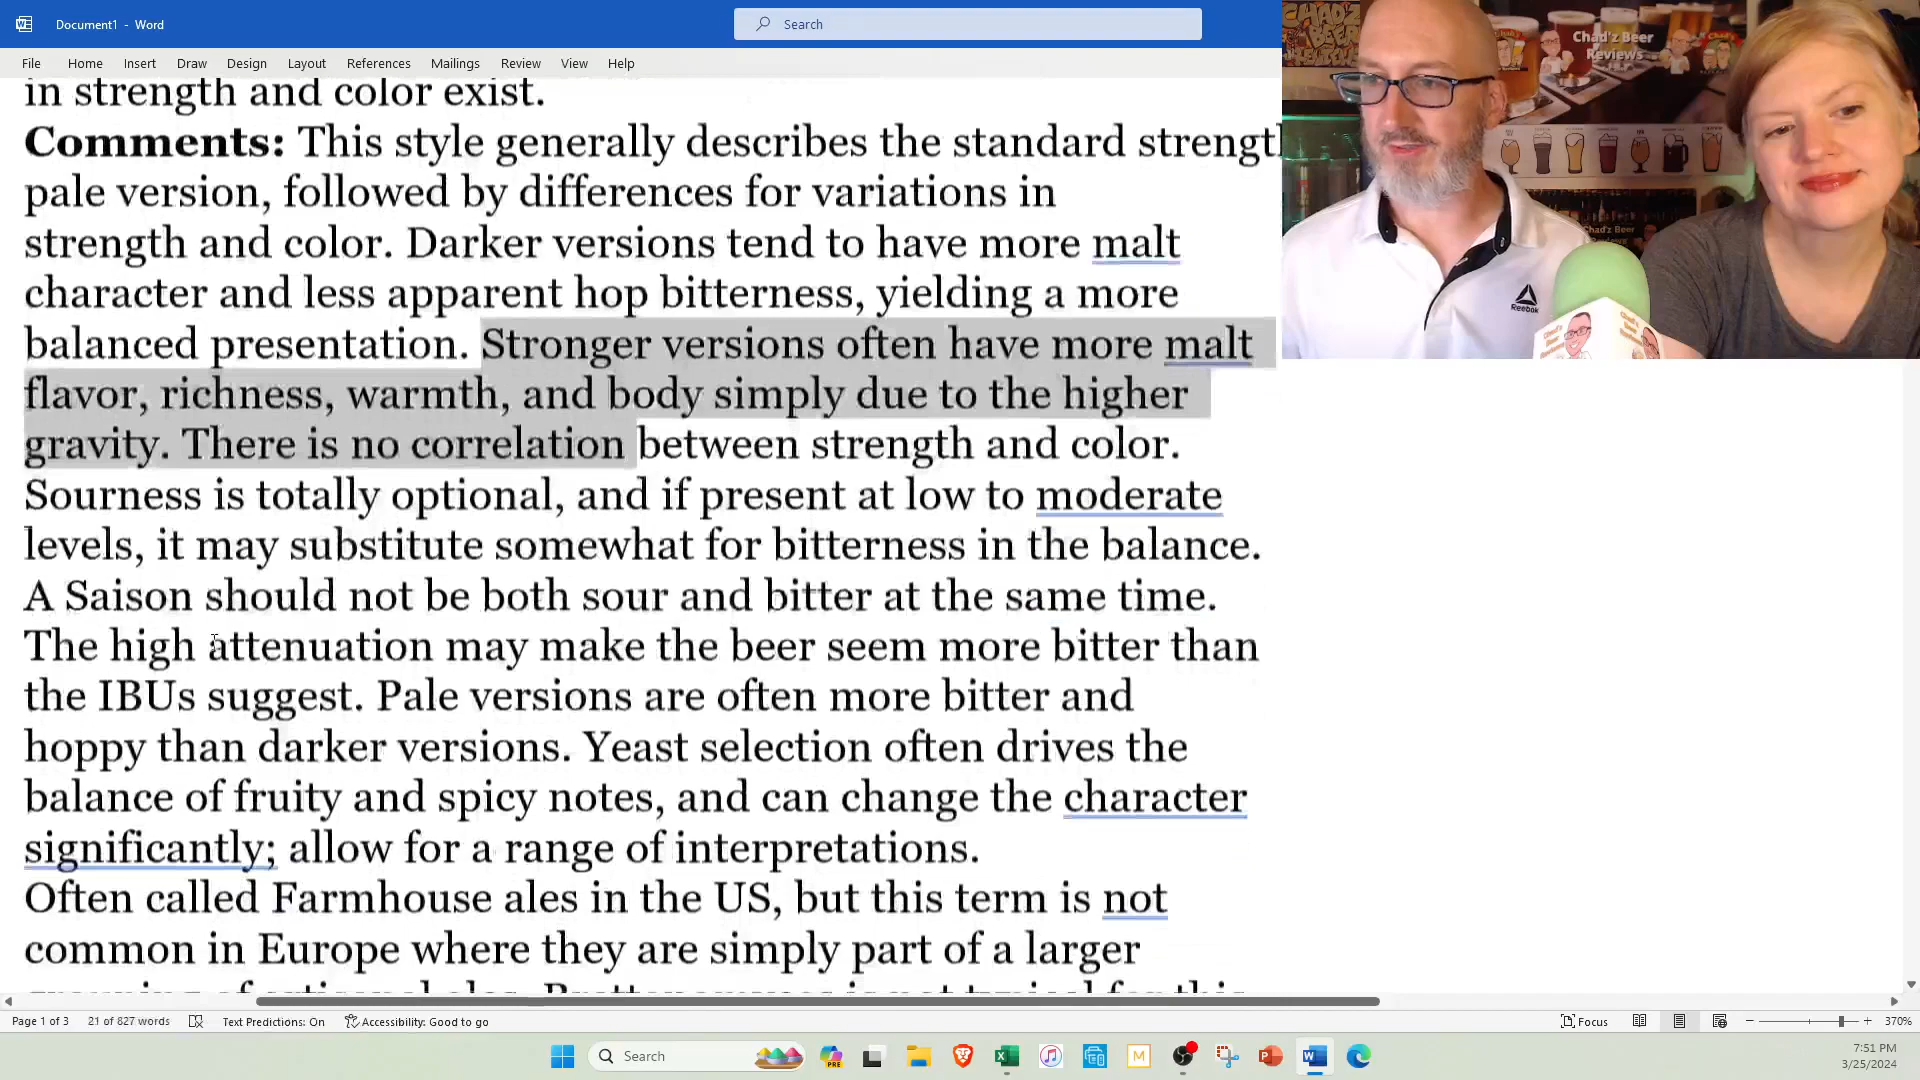 Document1 - Word
Search
File Home Insert Draw Design Layout References Mailings Review View Help
in strength and color exist.
Comments: This style generally describes the standard strength
pale version, followed by differences for variations in
strength and color. Darker versions tend to have more malt
character and less apparent hop bitterness, yielding a more
balanced presentation. Stronger versions often have more malt
flavor, richness, warmth, and body simply due to the higher
gravity. There is no correlation between strength and color.
Sourness is totally optional, and if present at low to moderate
levels, it may substitute somewhat for bitterness in the balance.
A Saison should not be both sour and bitter at the same time.
The high attenuation may make the beer seem more bitter than
the IBUs suggest. Pale versions are often more bitter and
hoppy than darker versions. Yeast selection often drives the
balance of fruity and spicy notes, and can change the character
significantly; allow for a range of interpretations.
Often called Farmhouse ales in the US, but this term is not
common in Europe where they are simply part of a larger
Chad'z Beer
Reviews
Chad'z
Beer
Reebok
Page 1 of 3 21 of 827 words Text Predictions: On Accessibility: Good to go
Focus
370%
Search
PRE
7:51 PM
3/25/2024